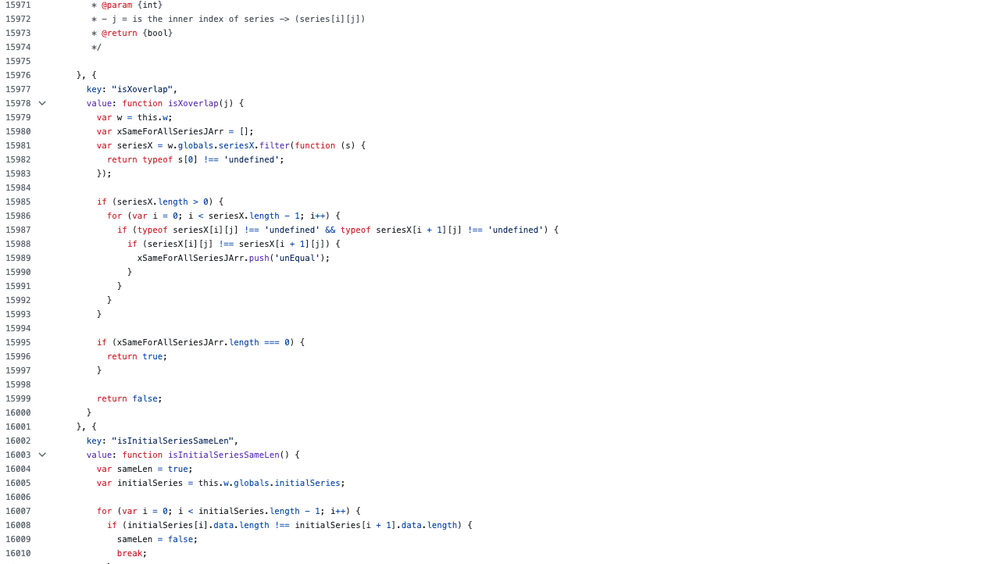 15971            * @param {int}
15972            * - j = is the inner index of series -> (series[i][j])
15973            * @return {bool}
15974            */
15975
15976         }, {
15977           key: "isXoverlap",
15978           value: function isXoverlap(j) {
15979             var w = this.w;
15980             var xSameForAllSeriesJArr = [];
15981             var seriesX = w.globals.seriesX.filter(function (s) {
15982               return typeof s[0] !== 'undefined';
15983             });
15984
15985             if (seriesX.length > 0) {
15986               for (var i = 0; i < seriesX.length - 1; i++) {
15987                 if (typeof seriesX[i][j] !== 'undefined' && typeof seriesX[i + 1][j] !== 'undefined') {
15988                   if (seriesX[i][j] !== seriesX[i + 1][j]) {
15989                     xSameForAllSeriesJArr.push('unEqual');
15990                   }
15991                 }
15992               }
15993             }
15994
15995             if (xSameForAllSeriesJArr.length === 0) {
15996               return true;
15997             }
15998
15999             return false;
16000           }
16001         }, {
16002           key: "isInitialSeriesSameLen",
16003           value: function isInitialSeriesSameLen() {
16004             var sameLen = true;
16005             var initialSeries = this.w.globals.initialSeries;
16006
16007             for (var i = 0; i < initialSeries.length - 1; i++) {
16008               if (initialSeries[i].data.length !== initialSeries[i + 1].data.length) {
16009                 sameLen = false;
16010                 break;